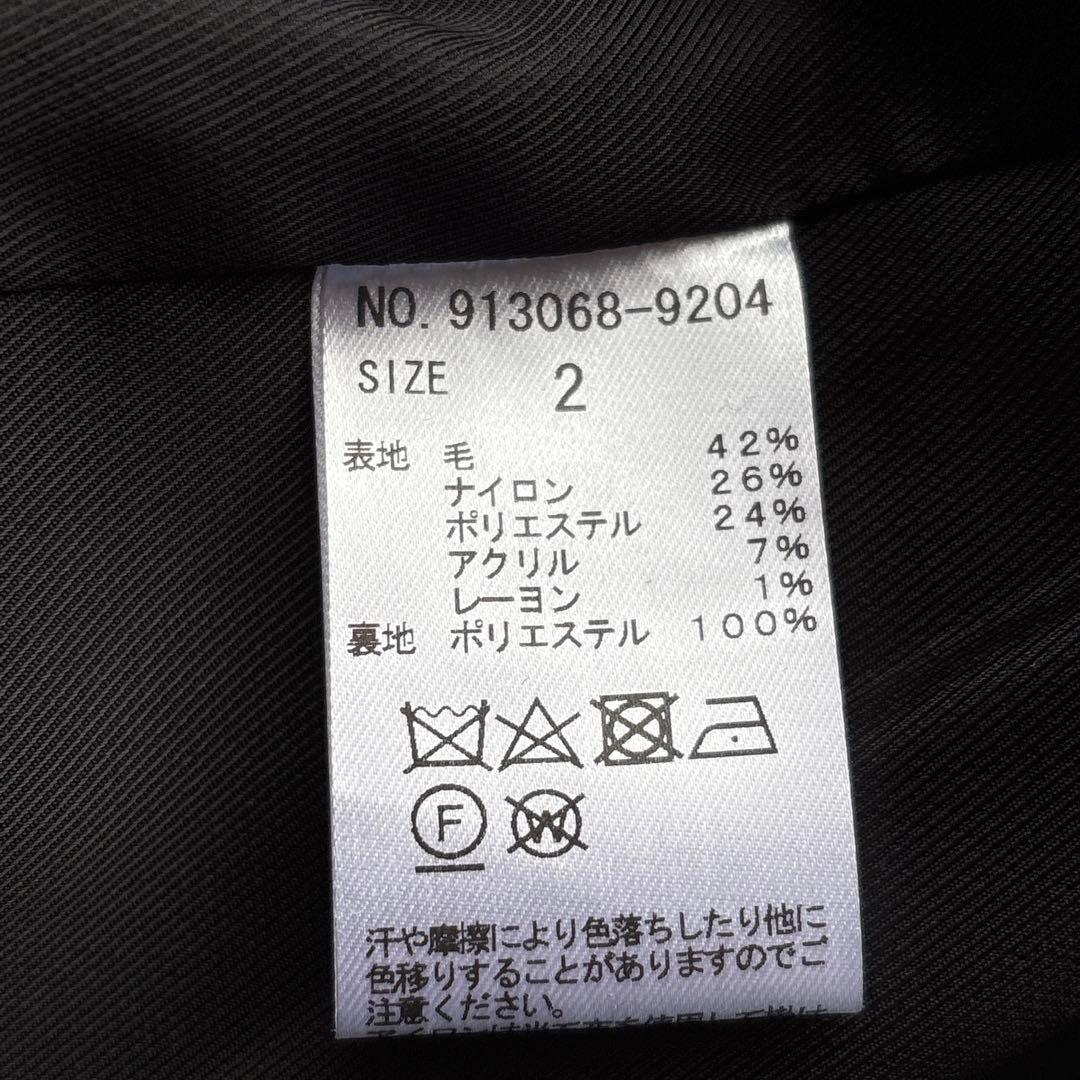 NO. 913068-9204
SIZE 2
表地 毛 42%
ナイロン 26%
ポリエステル 24%
アクリル 7%
レーヨン 1%
裏地 ポリエステル 100%
F W
汗や摩擦により色落ちしたり他に
色移りすることがありますのでご
注意ください。